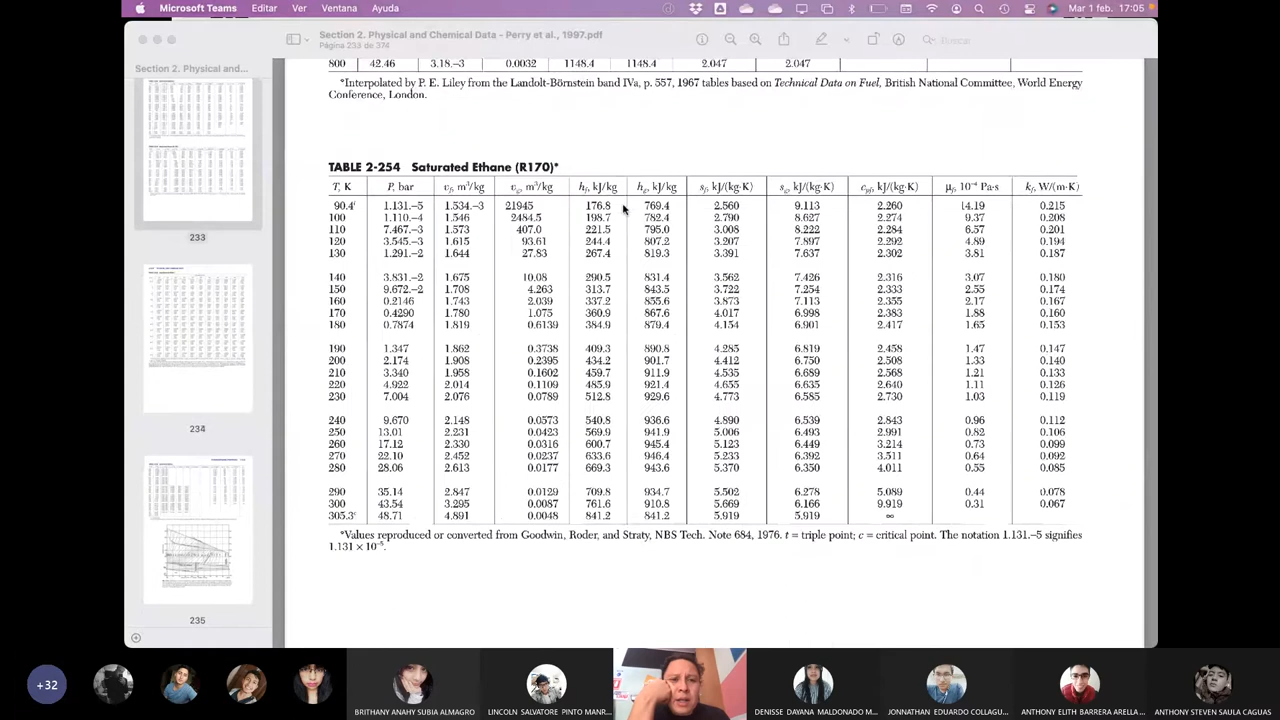 Microsoft Teams Editar Ver Ventana Ayuda Mar 1 feb. 17:05
Section 2. Physical and Chemical Data - Perry et al., 1997.pdf
Página 233 de 374
Buscar
Section 2. Physical and...
233
234
235
800 42.46 3.18.−3 0.0032 1148.4 1148.4 2.047 2.047
*Interpolated by P. E. Liley from the Landolt-Börnstein band IVa, p. 557, 1967 tables based on Technical Data on Fuel, British National Committee, World Energy
Conference, London.
TABLE 2-254 Saturated Ethane (R170)*
T, K P, bar vf, m³/kg vg, m³/kg hf, kJ/kg hg, kJ/kg sf, kJ/(kg·K) sg, kJ/(kg·K) cpf, kJ/(kg·K) μf, 10⁻⁴ Pa·s kf, W/(m·K)
90.4ᵗ 1.131.−5 1.534.−3 21945 176.8 769.4 2.560 9.113 2.260 14.19 0.215
100 1.110.−4 1.546 2484.5 198.7 782.4 2.790 8.627 2.274 9.37 0.208
110 7.467.−3 1.573 407.0 221.5 795.0 3.008 8.222 2.284 6.57 0.201
120 3.545.−3 1.615 93.61 244.4 807.2 3.207 7.897 2.292 4.89 0.194
130 1.291.−2 1.644 27.83 267.4 819.3 3.391 7.637 2.302 3.81 0.187
140 3.831.−2 1.675 10.08 290.5 831.4 3.562 7.426 2.316 3.07 0.180
150 9.672.−2 1.708 4.263 313.7 843.5 3.722 7.254 2.333 2.55 0.174
160 0.2146 1.743 2.039 337.2 855.6 3.873 7.113 2.355 2.17 0.167
170 0.4290 1.780 1.075 360.9 867.6 4.017 6.998 2.383 1.88 0.160
180 0.7874 1.819 0.6139 384.9 879.4 4.154 6.901 2.417 1.65 0.153
190 1.347 1.862 0.3738 409.3 890.8 4.285 6.819 2.458 1.47 0.147
200 2.174 1.908 0.2395 434.2 901.7 4.412 6.750 2.508 1.33 0.140
210 3.340 1.958 0.1602 459.7 911.9 4.535 6.689 2.568 1.21 0.133
220 4.922 2.014 0.1109 485.9 921.4 4.655 6.635 2.640 1.11 0.126
230 7.004 2.076 0.0789 512.8 929.6 4.773 6.585 2.730 1.03 0.119
240 9.670 2.148 0.0573 540.8 936.6 4.890 6.539 2.843 0.96 0.112
250 13.01 2.231 0.0423 569.9 941.9 5.006 6.493 2.991 0.82 0.106
260 17.12 2.330 0.0316 600.7 945.4 5.123 6.449 3.214 0.73 0.099
270 22.10 2.452 0.0237 633.6 946.4 5.233 6.392 3.511 0.64 0.092
280 28.06 2.613 0.0177 669.3 943.6 5.370 6.350 4.011 0.55 0.085
290 35.14 2.847 0.0129 709.8 934.7 5.502 6.278 5.089 0.44 0.078
300 43.54 3.295 0.0087 761.6 910.8 5.669 6.166 9.919 0.31 0.067
305.3ᶜ 48.71 4.891 0.0048 841.2 841.2 5.919 5.919 ∞
*Values reproduced or converted from Goodwin, Roder, and Straty, NBS Tech. Note 684, 1976. t = triple point; c = critical point. The notation 1.131.−5 signifies
1.131 × 10⁻⁵.
+32
BRITHANY ANAHY SUBIA ALMAGRO
LINCOLN SALVATORE PINTO MANR...
DENISSE DAYANA MALDONADO M...
JONNATHAN EDUARDO COLLAGU...
ANTHONY ELITH BARRERA ARELLA...
ANTHONY STEVEN SAULA CAGUAS